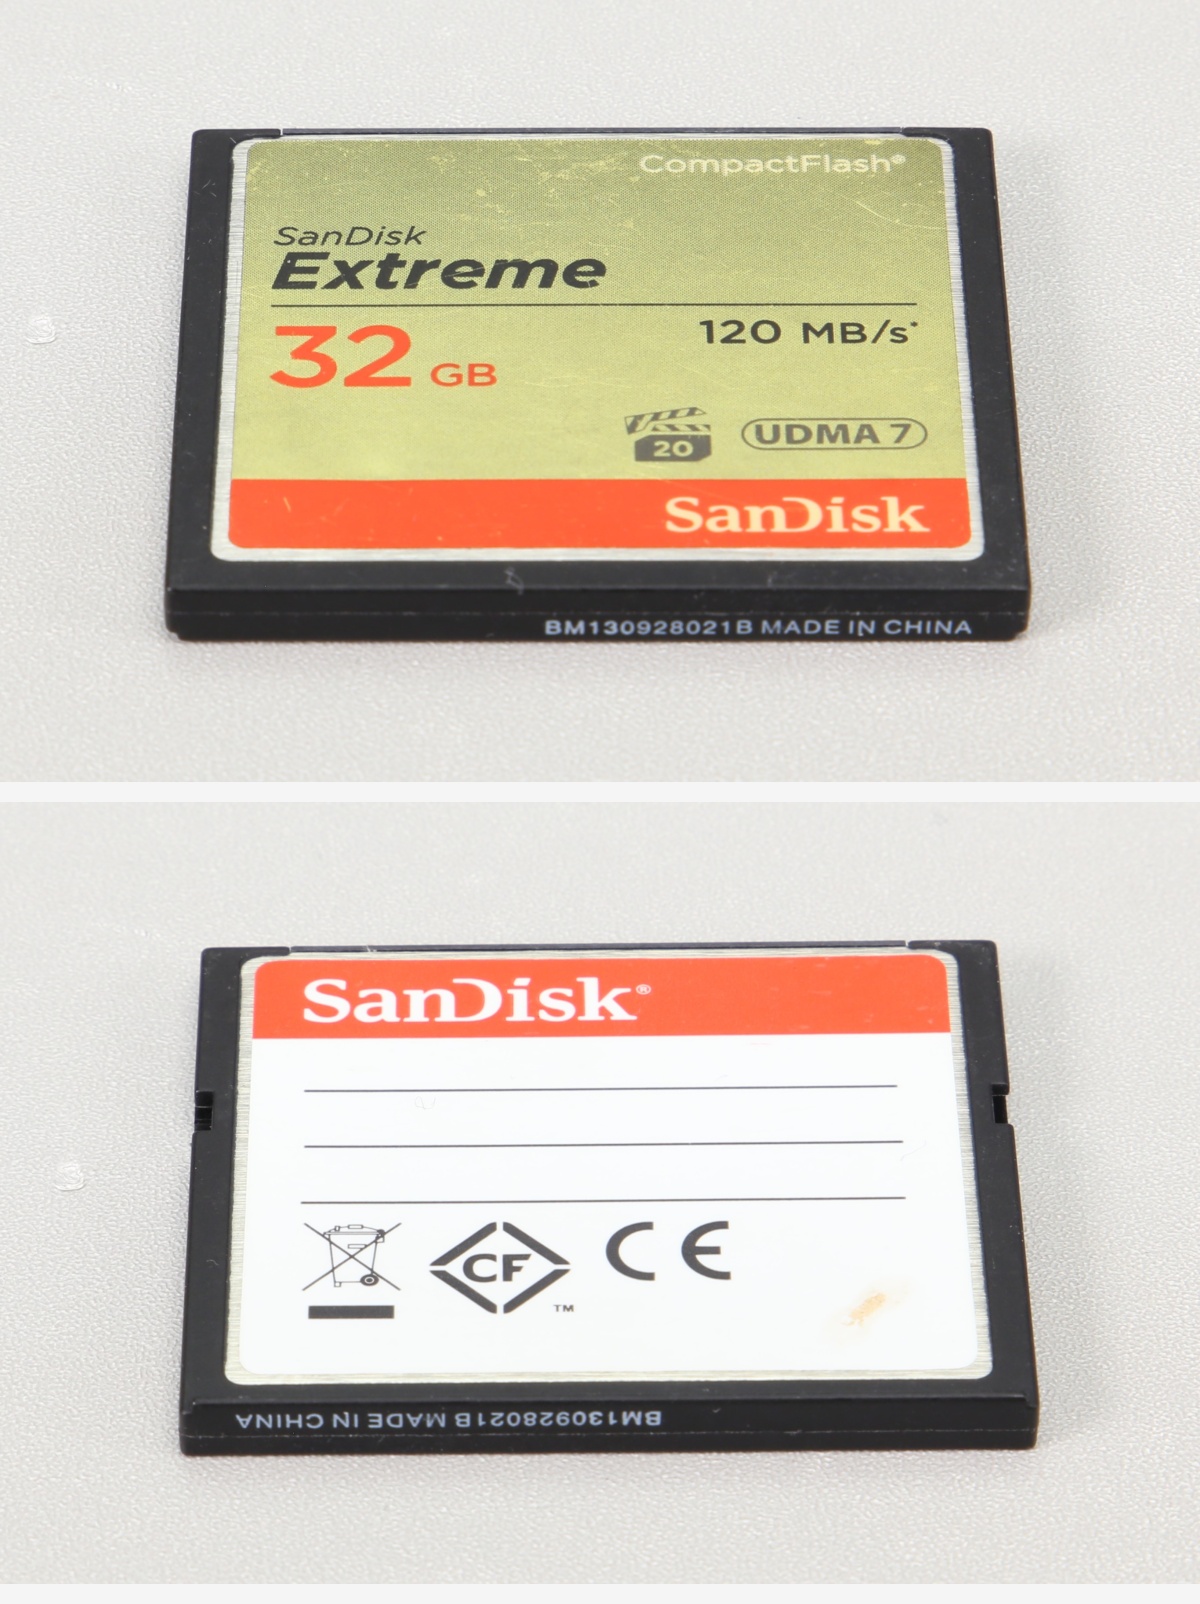 CompactFlash®
SanDisk
Extreme
32 GB
120 MB/s*
20
UDMA 7
SanDisk
BM130928021B MADE IN CHINA
SanDisk®
CF
TM
CE
BM130928021B MADE IN CHINA